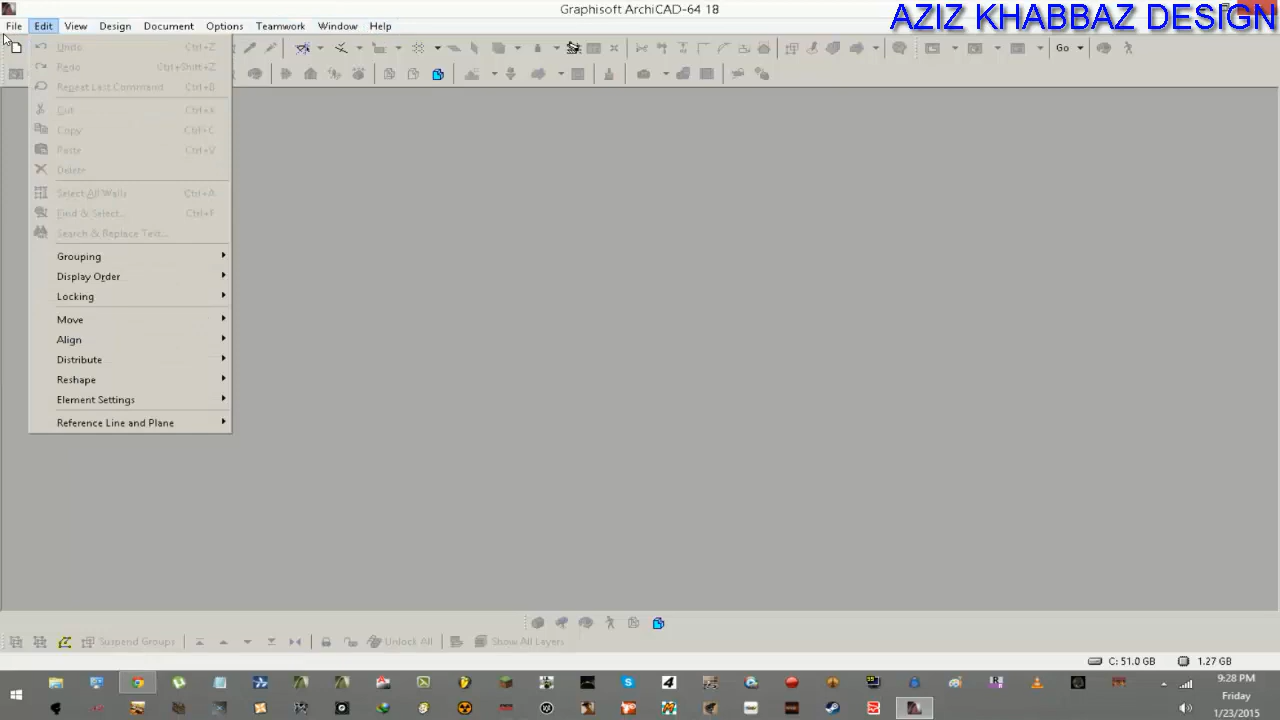 Graphisoft ArchiCAD-64 18
AZIZ KHABBAZ DESIGN
File Edit View Design Document Options Teamwork Window Help
Undo Ctrl+Z
Redo Ctrl+Shift+Z
Go
Repeat Last Command Ctrl+B
Cut Ctrl+X
Copy Ctrl+C
Paste Ctrl+V
Delete
Select All Walls Ctrl+A
Find & Select... Ctrl+F
Search & Replace Text...
Grouping
Display Order
Locking
Move
Align
Distribute
Reshape
Element Settings
Reference Line and Plane
Suspend Groups Unlock All Show All Layers
C: 51.0 GB 1.27 GB
9:28 PM
Friday
1/23/2015